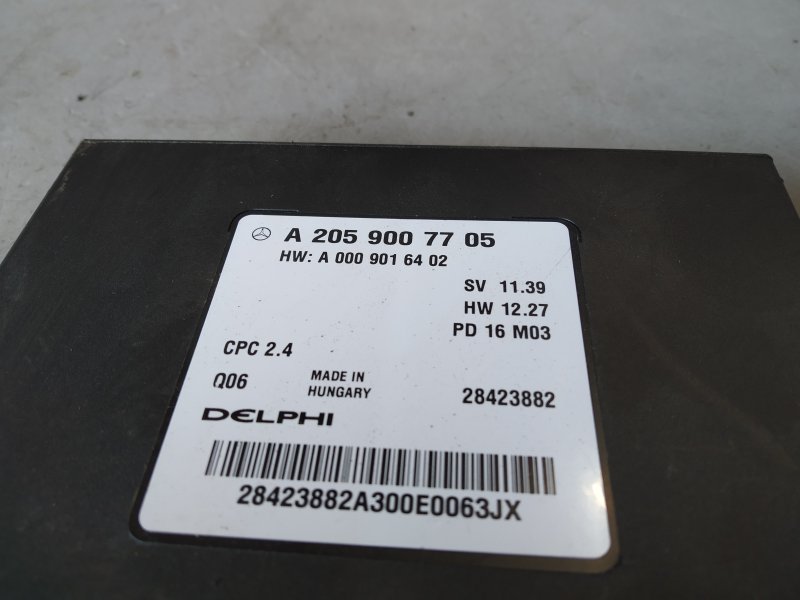 A 205 900 77 05
HW: A 000 901 64 02
SV 11.39
HW 12.27
PD 16 M03
CPC 2.4
Q06
MADE IN
HUNGARY
28423882
DELPHI
28423882A300E0063JX